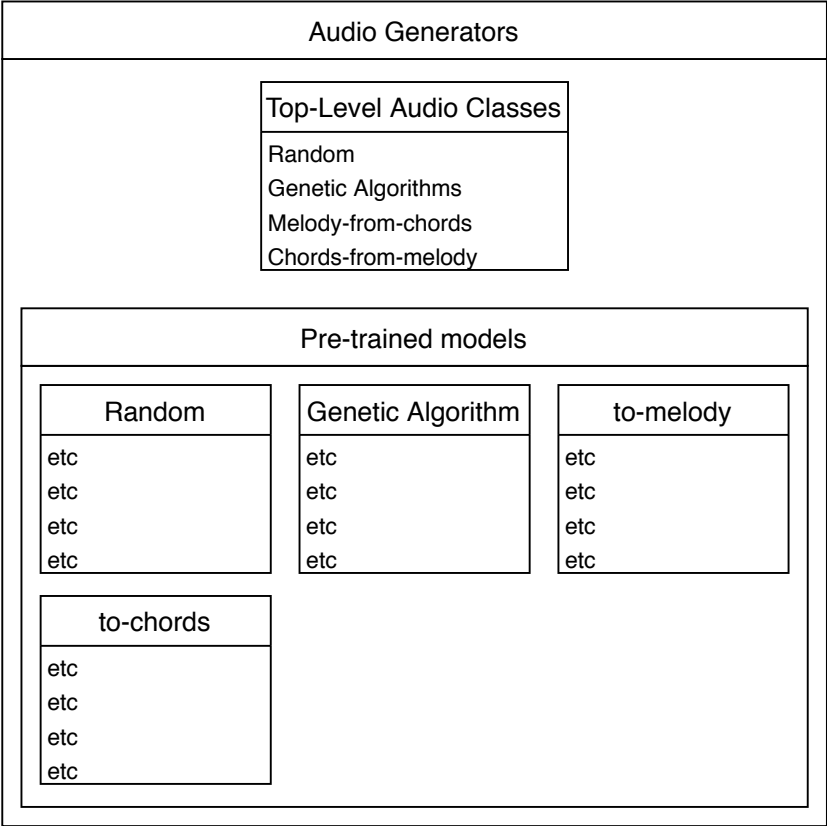 Audio Generators
Top-Level Audio Classes
Random
Genetic Algorithms
Melody-from-chords
Chords-from-melody
Pre-trained models
Random
etc
etc
etc
etc
Genetic Algorithm
etc
etc
etc
etc
to-melody
etc
etc
etc
etc
to-chords
etc
etc
etc
etc